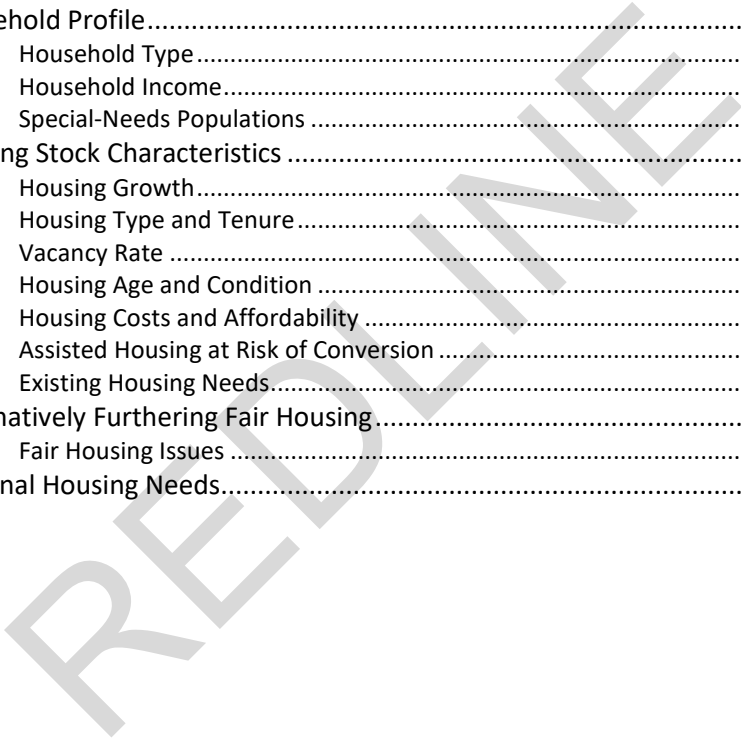 ehold Profile
Household Type
Household Income
Special-Needs Populations
ng Stock Characteristics
Housing Growth
Housing Type and Tenure
Vacancy Rate
Housing Age and Condition
Housing Costs and Affordability
Assisted Housing at Risk of Conversion
Existing Housing Needs
natively Furthering Fair Housing
Fair Housing Issues
nal Housing Needs
REDLINE